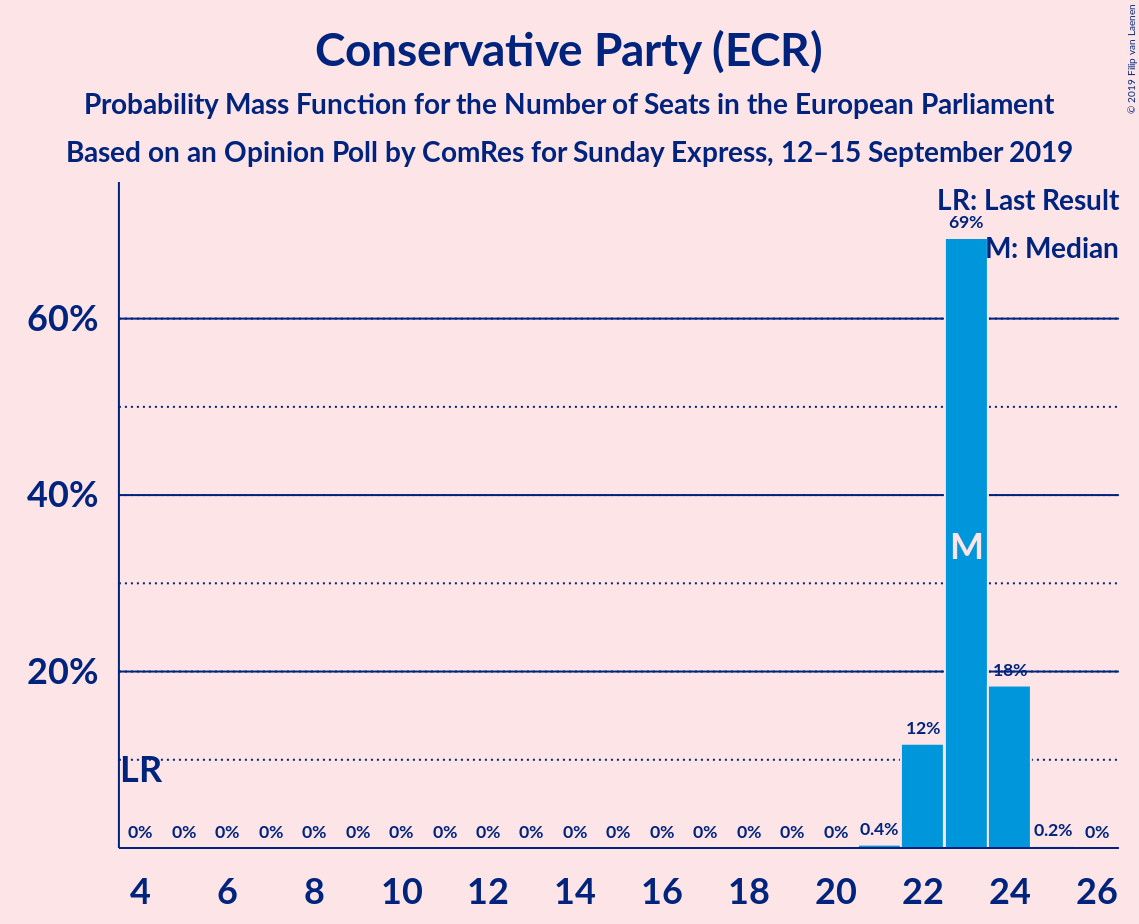 © 2019 Filip van Laenen
Conservative Party (ECR)
Probability Mass Function for the Number of Seats in the European Parliament
Based on an Opinion Poll by ComRes for Sunday Express, 12–15 September 2019
LR: Last Result
M: Median
69%
60%
40%
M
20%
18%
12%
LR
0% 0% 0% 0% 0% 0% 0% 0% 0% 0% 0% 0% 0% 0% 0% 0% 0% 0.4% 0.2% 0%
4 6 8 10 12 14 16 18 20 22 24 26